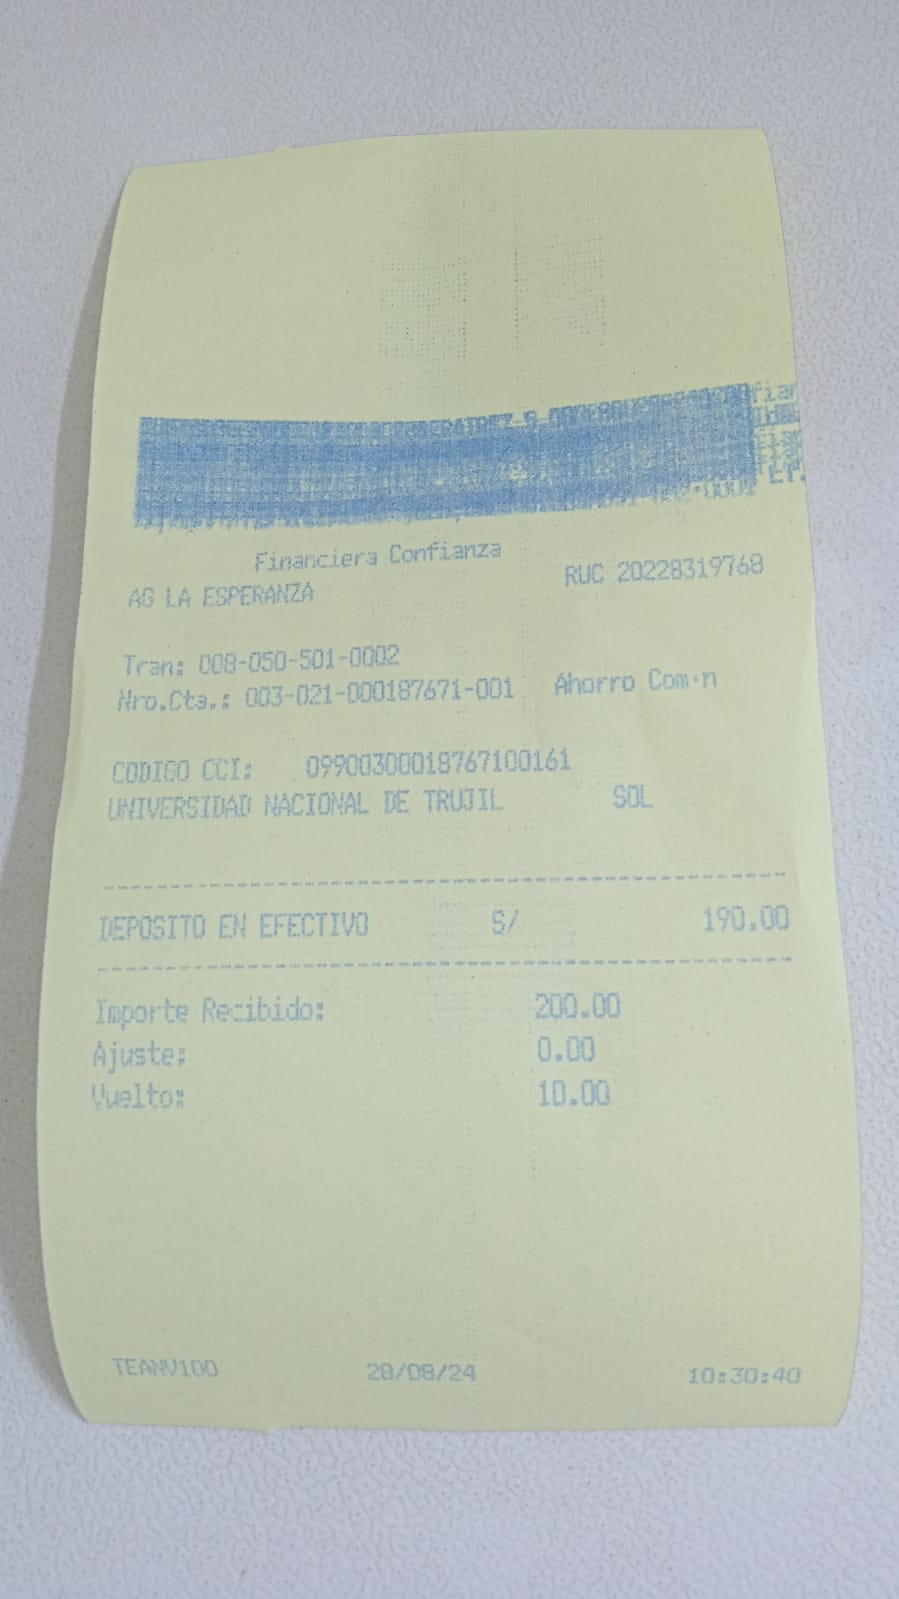 Financiera Confianza
AG LA ESPERANZA RUC 20228319768
Tran: 008-050-501-0002
Nro.Cta.: 003-021-000187671-001 Ahorro Com·n
CODIGO CCI: 09900300018767100161
UNIVERSIDAD NACIONAL DE TRUJIL SOL
DEPOSITO EN EFECTIVO S/ 190.00
Importe Recibido: 200.00
Ajuste: 0.00
Vuelto: 10.00
TEANV100 28/08/24 10:30:40